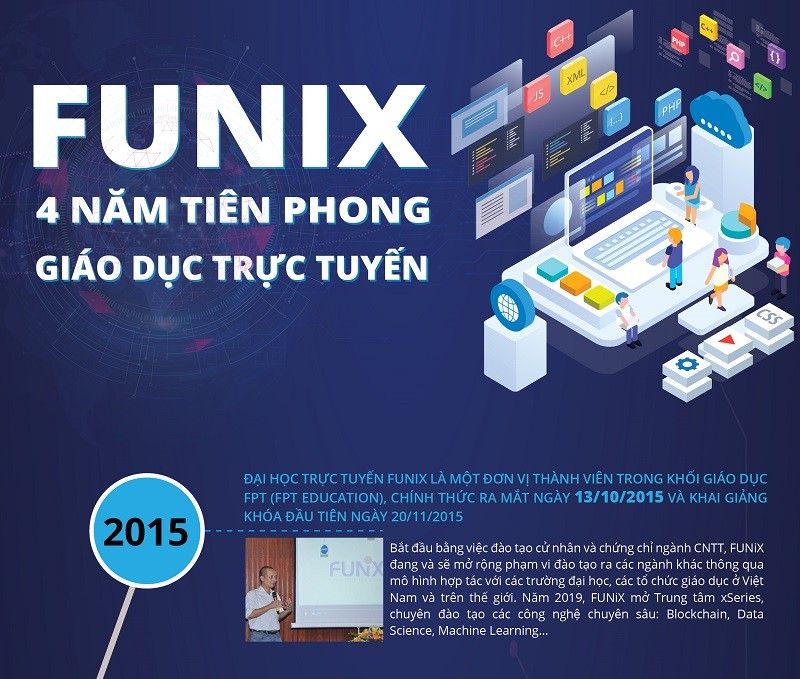 FUNIX
4 NĂM TIÊN PHONG
GIÁO DỤC TRỰC TUYẾN
C++
PHP
{}
</>
JS
XML
</>
{...}
PHP
CSS
2015
ĐẠI HỌC TRỰC TUYẾN FUNIX LÀ MỘT ĐƠN VỊ THÀNH VIÊN TRONG KHỐI GIÁO DỤC
FPT (FPT EDUCATION), CHÍNH THỨC RA MẮT NGÀY 13/10/2015 VÀ KHAI GIẢNG
KHÓA ĐẦU TIÊN NGÀY 20/11/2015
FUNiX
Bắt đầu bằng việc đào tạo cử nhân và chứng chỉ ngành CNTT, FUNiX
đang và sẽ mở rộng phạm vi đào tạo ra các ngành khác thông qua
mô hình hợp tác với các trường đại học, các tổ chức giáo dục ở Việt
Nam và trên thế giới. Năm 2019, FUNiX mở Trung tâm xSeries,
chuyên đào tạo các công nghệ chuyên sâu: Blockchain, Data
Science, Machine Learning...